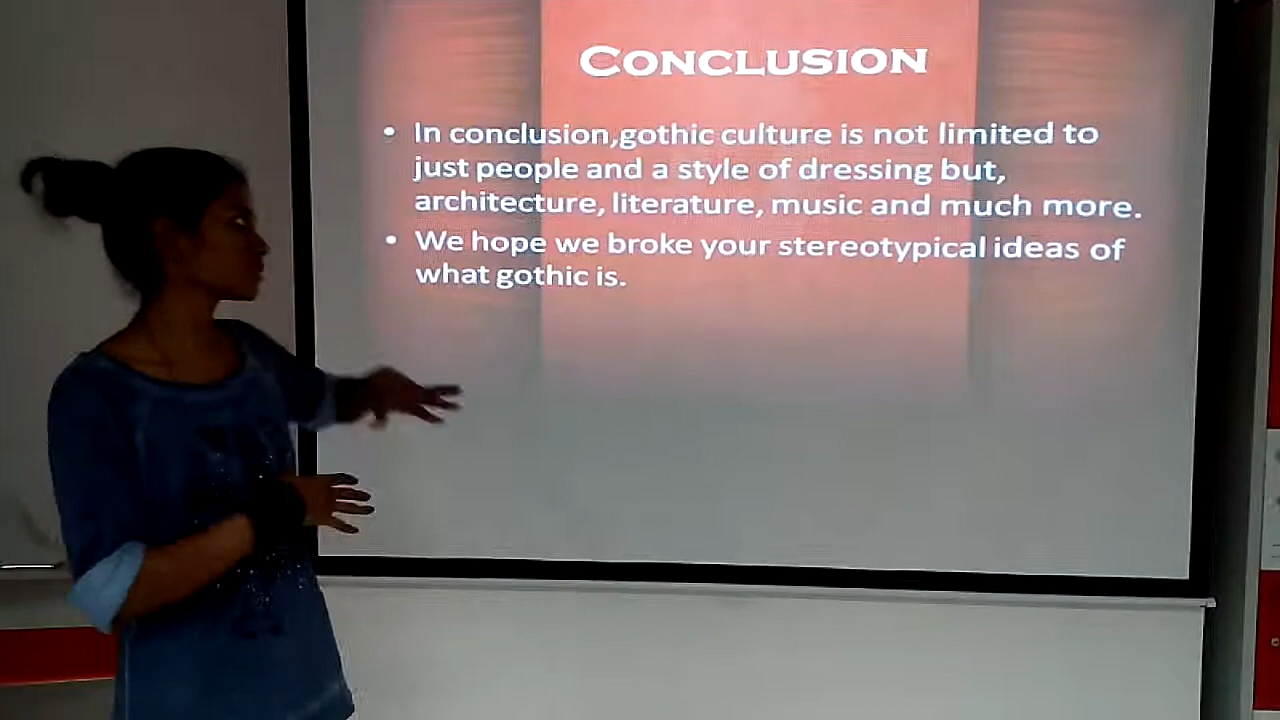 CONCLUSION
• In conclusion,gothic culture is not limited to
just people and a style of dressing but,
architecture, literature, music and much more.
• We hope we broke your stereotypical ideas of
what gothic is.